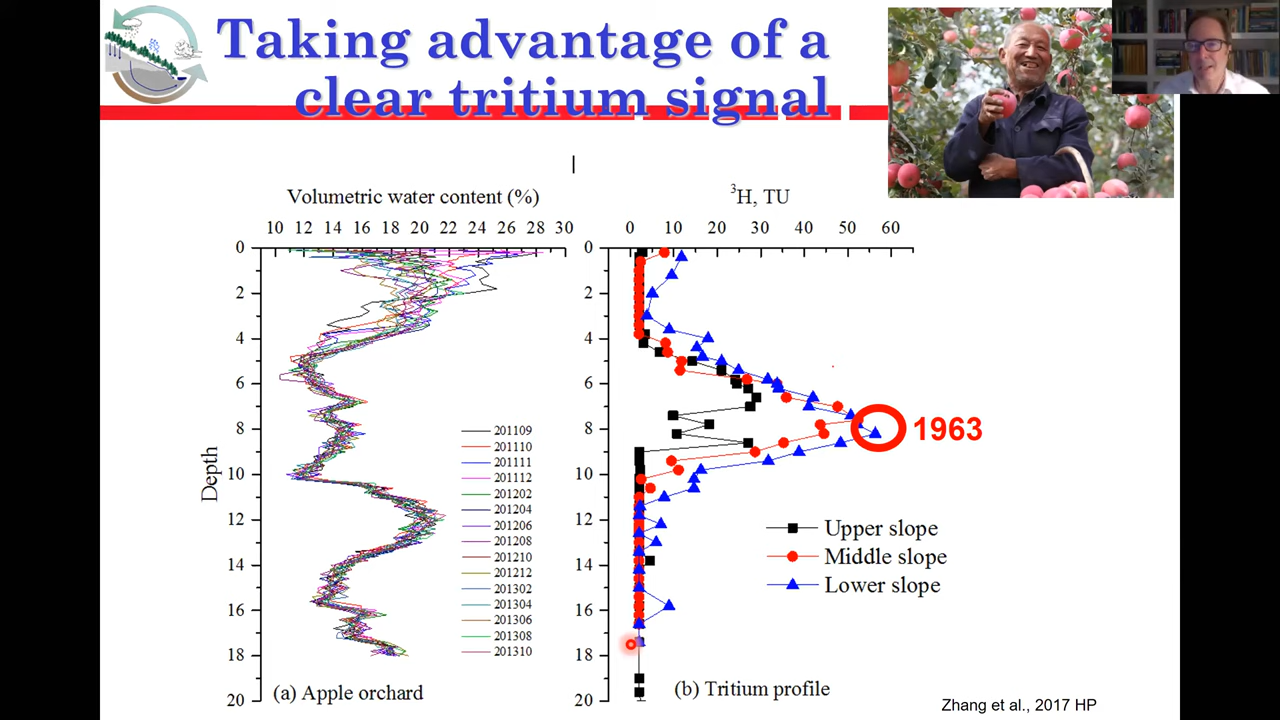 Taking advantage of a
clear tritium signal
Volumetric water content (%)
10 12 14 16 18 20 22 24 26 28 30
0
2
4
6
8
10
12
14
16
18
20
Depth
201109
201110
201111
201112
201202
201204
201206
201208
201210
201212
201302
201304
201306
201308
201310
(a) Apple orchard
³H, TU
0 10 20 30 40 50 60
0
2
4
6
8
10
12
14
16
18
20
1963
Upper slope
Middle slope
Lower slope
(b) Tritium profile
Zhang et al., 2017 HP